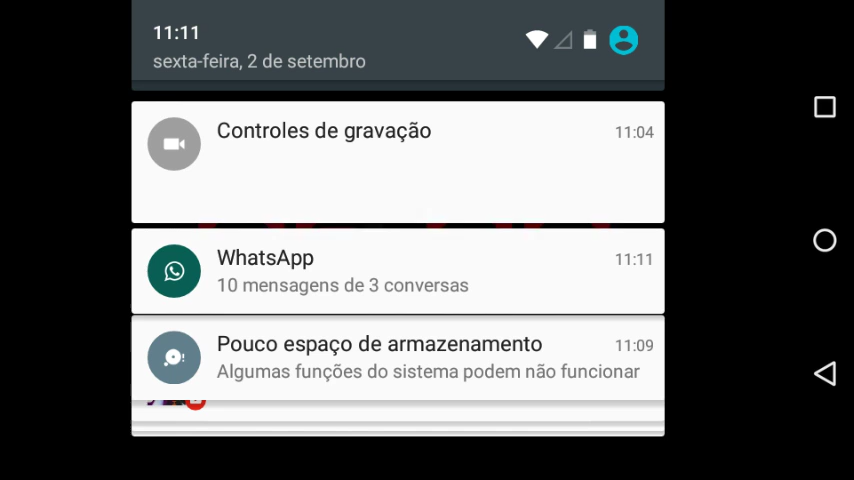 11:11
sexta-feira, 2 de setembro
Controles de gravação
11:04
WhatsApp
11:11
10 mensagens de 3 conversas
Pouco espaço de armazenamento
11:09
Algumas funções do sistema podem não funcionar